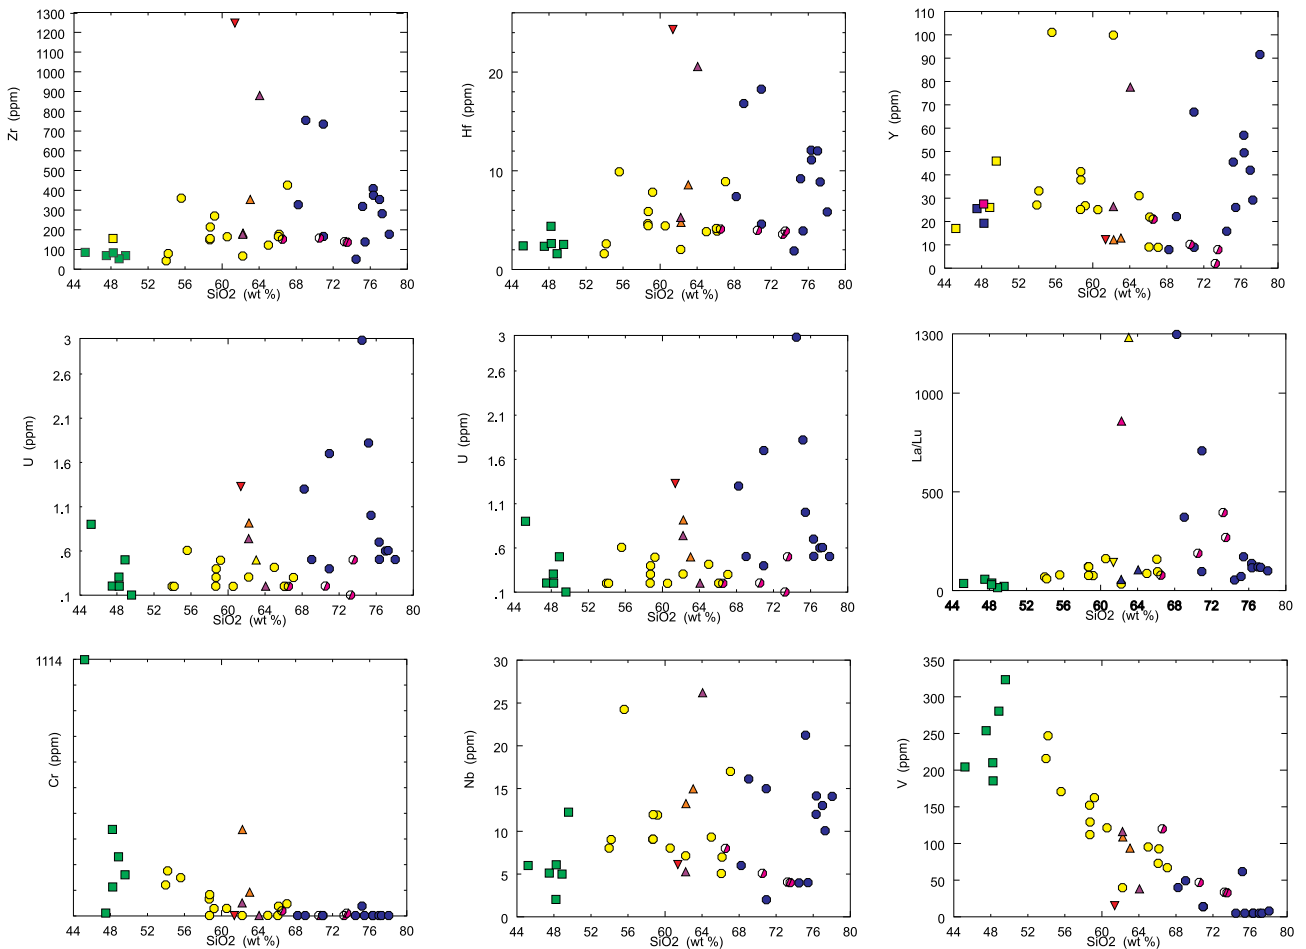 1300
1200
1100
1000
900
800
700
600
500
400
300
200
100
0
Zr (ppm)
44 48 52 56 60 64 68 72 76 80
SiO2 (wt %)
20
10
0
Hf (ppm)
44 48 52 56 60 64 68 72 76 80
SiO2 (wt %)
110
100
90
80
70
60
50
40
30
20
10
0
Y (ppm)
44 48 52 56 60 64 68 72 76 80
SiO2 (wt %)
3
2.6
2.1
1.6
1.1
.6
.1
U (ppm)
44 48 52 56 60 64 68 72 76 80
SiO2 (wt %)
3
2.6
2.1
1.6
1.1
.6
.1
U (ppm)
44 48 52 56 60 64 68 72 76 80
SiO2 (wt %)
1300
1000
500
0
La/Lu
44 48 52 56 60 64 68 72 76 80
SiO2 (wt %)
1114
Cr (ppm)
44 48 52 56 60 64 68 72 76 80
SiO2 (wt %)
30
25
20
15
10
5
0
Nb (ppm)
44 48 52 56 60 64 68 72 76 80
SiO2 (wt %)
350
300
250
200
150
100
50
0
V (ppm)
44 48 52 56 60 64 68 72 76 80
SiO2 (wt %)